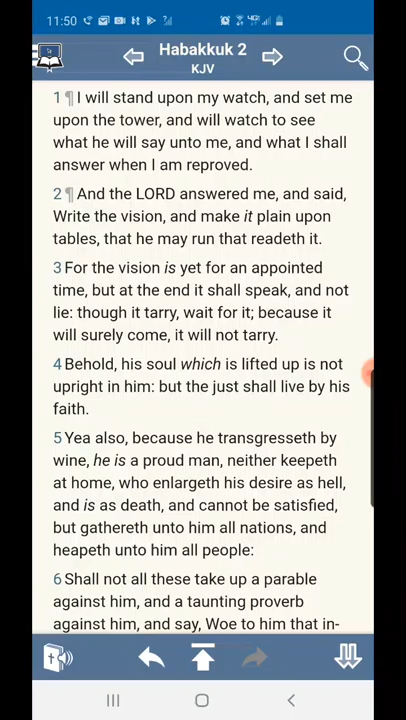 11:50
Habakkuk 2
KJV
1 ¶ I will stand upon my watch, and set me
upon the tower, and will watch to see
what he will say unto me, and what I shall
answer when I am reproved.
2 ¶ And the LORD answered me, and said,
Write the vision, and make it plain upon
tables, that he may run that readeth it.
3 For the vision is yet for an appointed
time, but at the end it shall speak, and not
lie: though it tarry, wait for it; because it
will surely come, it will not tarry.
4 Behold, his soul which is lifted up is not
upright in him: but the just shall live by his
faith.
5 Yea also, because he transgresseth by
wine, he is a proud man, neither keepeth
at home, who enlargeth his desire as hell,
and is as death, and cannot be satisfied,
but gathereth unto him all nations, and
heapeth unto him all people:
6 Shall not all these take up a parable
against him, and a taunting proverb
against him, and say, Woe to him that in-